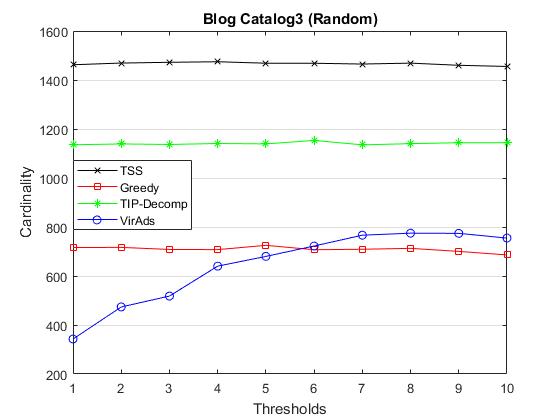 Blog Catalog3 (Random)
1600
1400
1200
1000
800
600
400
200
Cardinality
TSS
Greedy
TIP-Decomp
VirAds
1 2 3 4 5 6 7 8 9 10
Thresholds